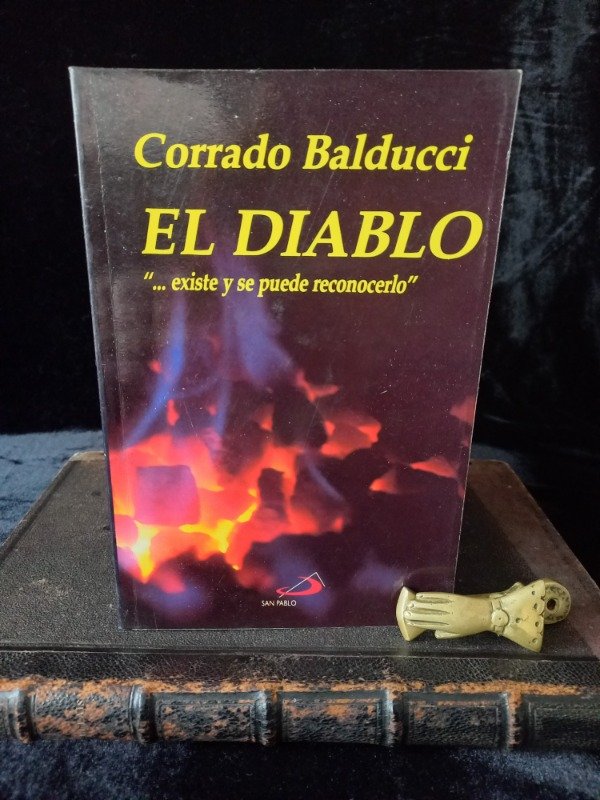 Corrado Balducci
EL DIABLO
“... existe y se puede reconocerlo”
SAN PABLO